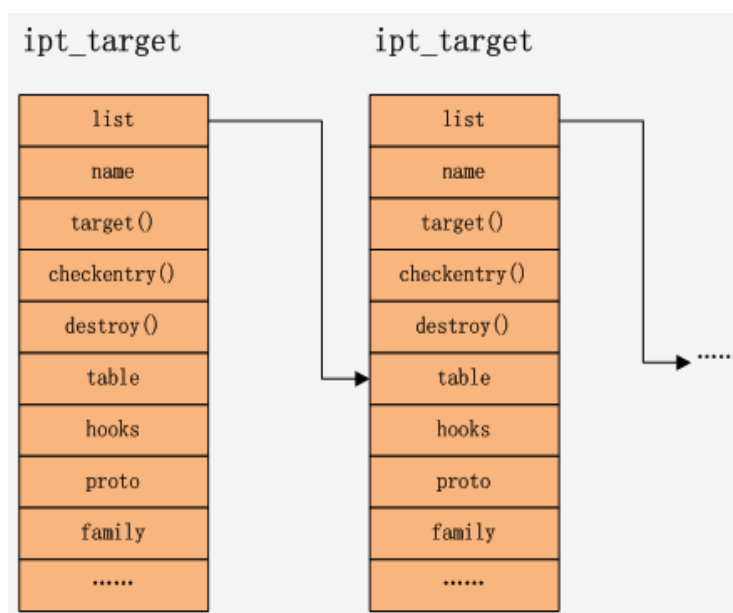 ipt_target
list
name
target()
checkentry()
destroy()
table
hooks
proto
family
......
ipt_target
list
name
target()
checkentry()
destroy()
table
hooks
proto
family
......
......